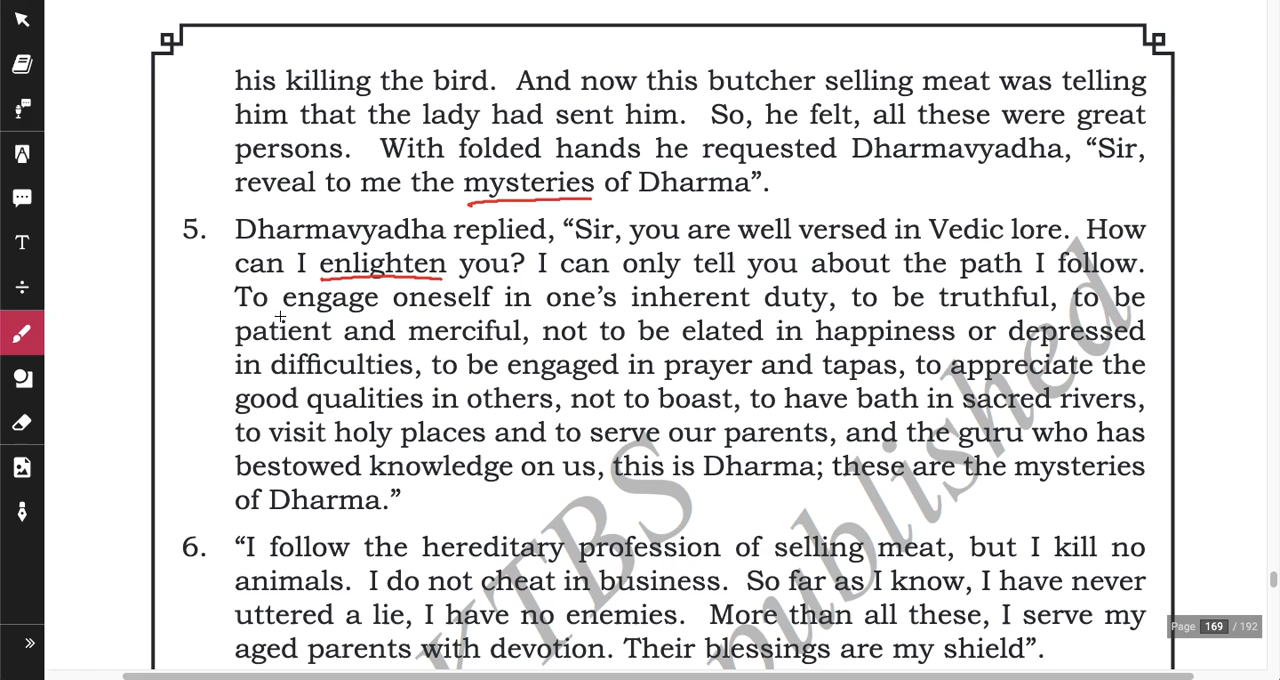 his killing the bird.  And now this butcher selling meat was telling
him that the lady had sent him.  So, he felt, all these were great
persons.  With folded hands he requested Dharmavyadha, “Sir,
reveal to me the mysteries of Dharma”.
5. Dharmavyadha replied, “Sir, you are well versed in Vedic lore.  How
can I enlighten you? I can only tell you about the path I follow.
To engage oneself in one’s inherent duty, to be truthful, to be
patient and merciful, not to be elated in happiness or depressed
in difficulties, to be engaged in prayer and tapas, to appreciate the
good qualities in others, not to boast, to have bath in sacred rivers,
to visit holy places and to serve our parents, and the guru who has
bestowed knowledge on us, this is Dharma; these are the mysteries
of Dharma.”
6. “I follow the hereditary profession of selling meat, but I kill no
animals.  I do not cheat in business.  So far as I know, I have never
uttered a lie, I have no enemies.  More than all these, I serve my
aged parents with devotion. Their blessings are my shield”.
KTBS
published
Page 169 / 192